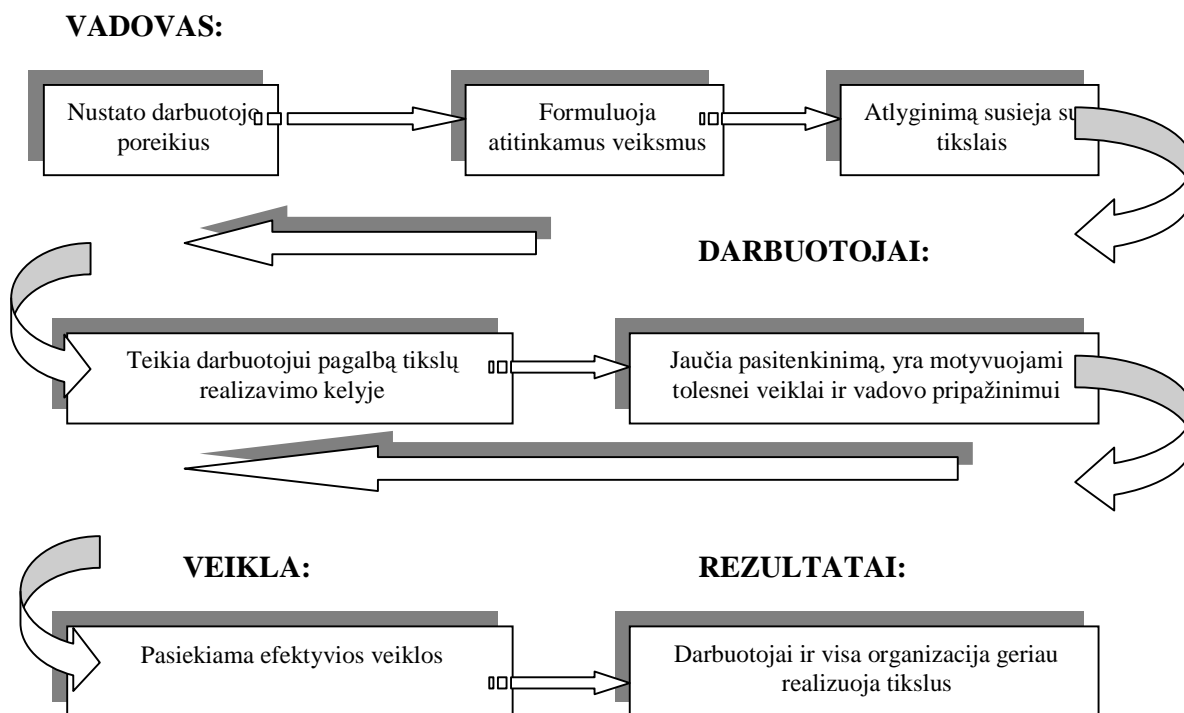 VADOVAS:
Nustato darbuotojo
poreikius
Formuluoja
atitinkamus veiksmus
Atlyginimą susieja su
tikslais
DARBUOTOJAI:
Teikia darbuotojui pagalbą tikslų
realizavimo kelyje
Jaučia pasitenkinimą, yra motyvuojami
tolesnei veiklai ir vadovo pripažinimui
VEIKLA:
REZULTATAI:
Pasiekiama efektyvios veiklos
Darbuotojai ir visa organizacija geriau
realizuoja tikslus